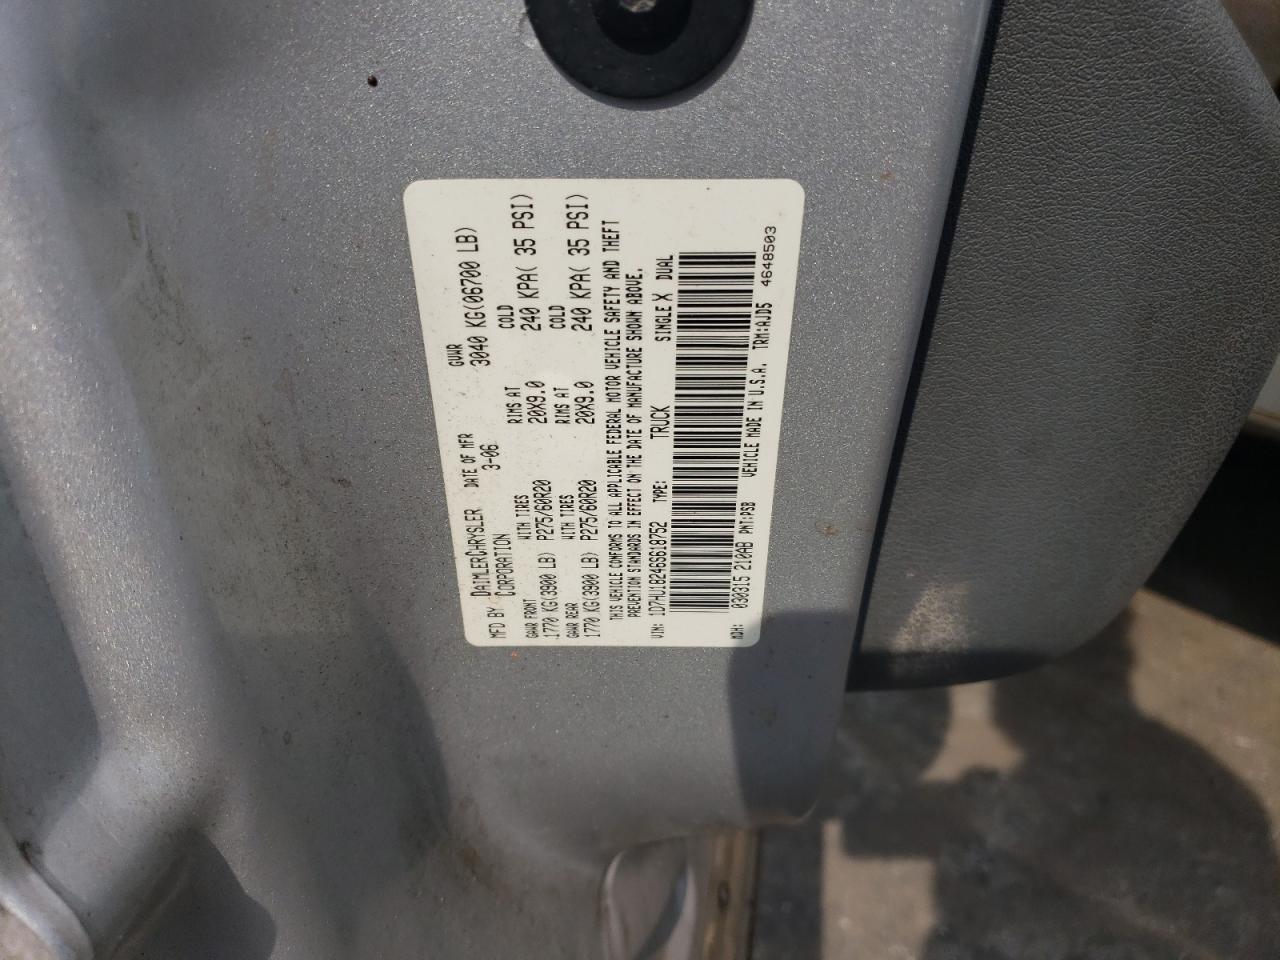 MFD BY DAIMLERCHRYSLER CORPORATION
DATE OF MFR 3-06
GVWR 3040 KG(06700 LB)
GAWR FRONT WITH TIRES RIMS AT COLD
1770 KG(3900 LB) P275/60R20 20X9.0 240 KPA( 35 PSI)
GAWR REAR WITH TIRES RIMS AT COLD
1770 KG(3900 LB) P275/60R20 20X9.0 240 KPA( 35 PSI)
THIS VEHICLE CONFORMS TO ALL APPLICABLE FEDERAL MOTOR VEHICLE SAFETY AND THEFT
PREVENTION STANDARDS IN EFFECT ON THE DATE OF MANUFACTURE SHOWN ABOVE.
VIN: 1D7HU18246S618752 TYPE: TRUCK SINGLE X DUAL
MDH: 030315 210AB PNT:PSB VEHICLE MADE IN U.S.A. TRM:AJD5 4648503